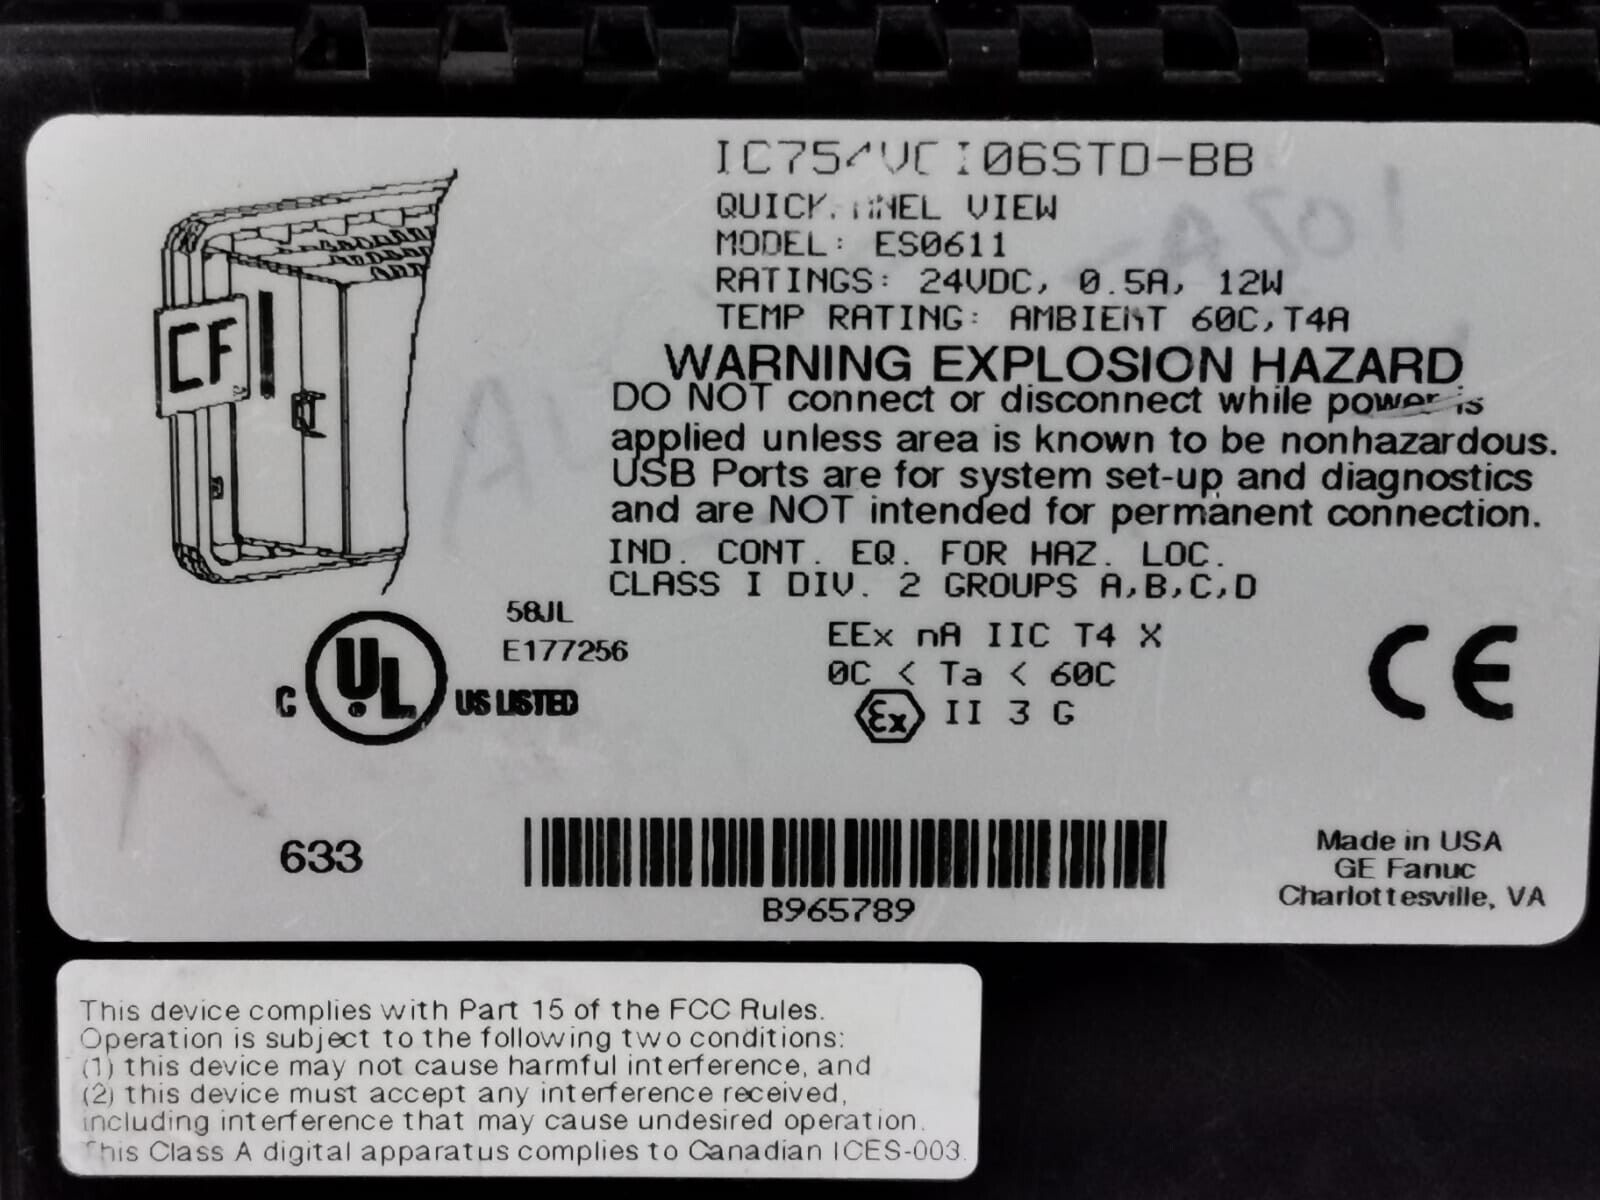 06STD-BB
VIEW
MODEL: ES0611
RATINGS: 24VDC, 0.5A, 12W
TEMP RATING: AMBIENT 60C,T4A
WARNING EXPLOSION HAZARD
DO NOT connect or disconnect while power is
applied unless area is known to be nonhazardous.
USB Ports are for system set-up and diagnostics
and are NOT intended for permanent connection.
IND. CONT. EQ. FOR HAZ. LOC.
CLASS I DIV. 2 GROUPS A,B,C,D
CF
58JL
E177256
C UL ® US LISTED
EEx nA IIC T4 X
0C < Ta < 60C
Ex II 3 G
CE
633
B965789
Made in USA
GE Fanuc
Charlottesville, VA
This device complies with Part 15 of the FCC Rules.
Operation is subject to the following two conditions:
(1) this device may not cause harmful interference, and
(2) this device must accept any interference received,
including interference that may cause undesired operation.
This Class A digital apparatus complies to Canadian ICES-003.